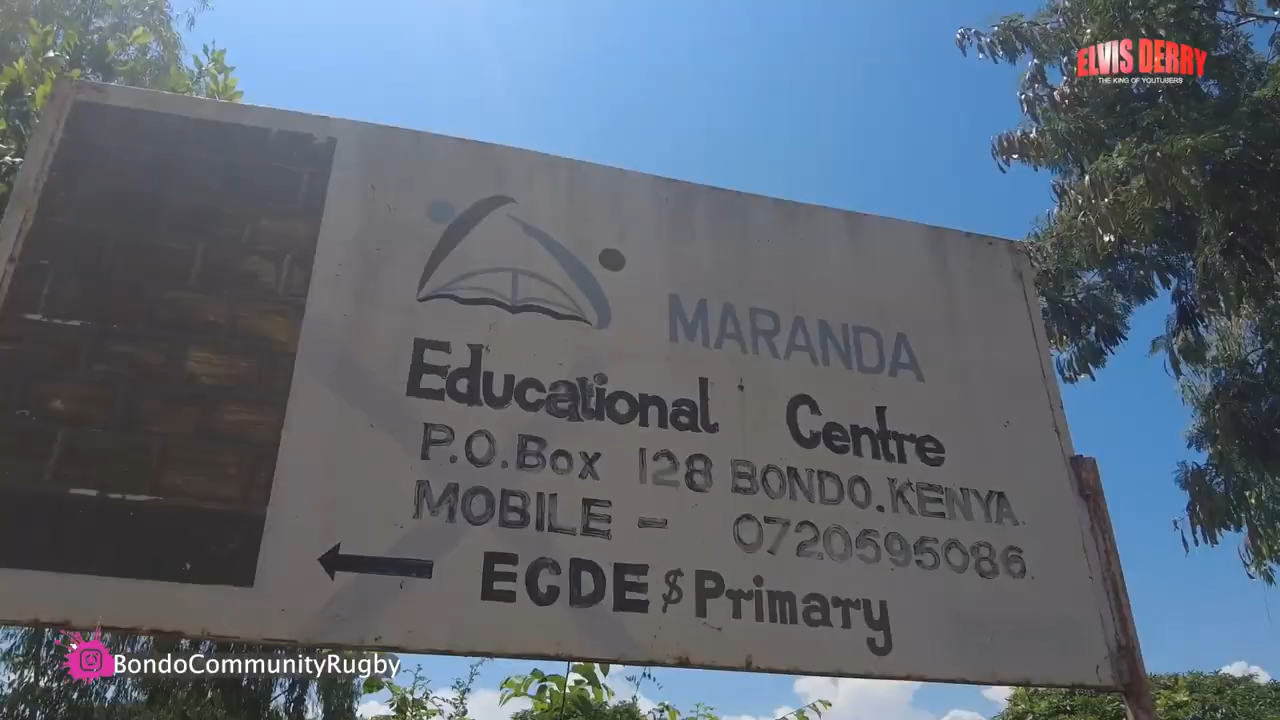 ELVIS DERRY
THE KING OF YOUTUBERS
MARANDA
Educational Centre
P.O.Box 128 BONDO.KENYA.
MOBILE - 0720595086.
ECDE $ Primary
BondoCommunityRugby